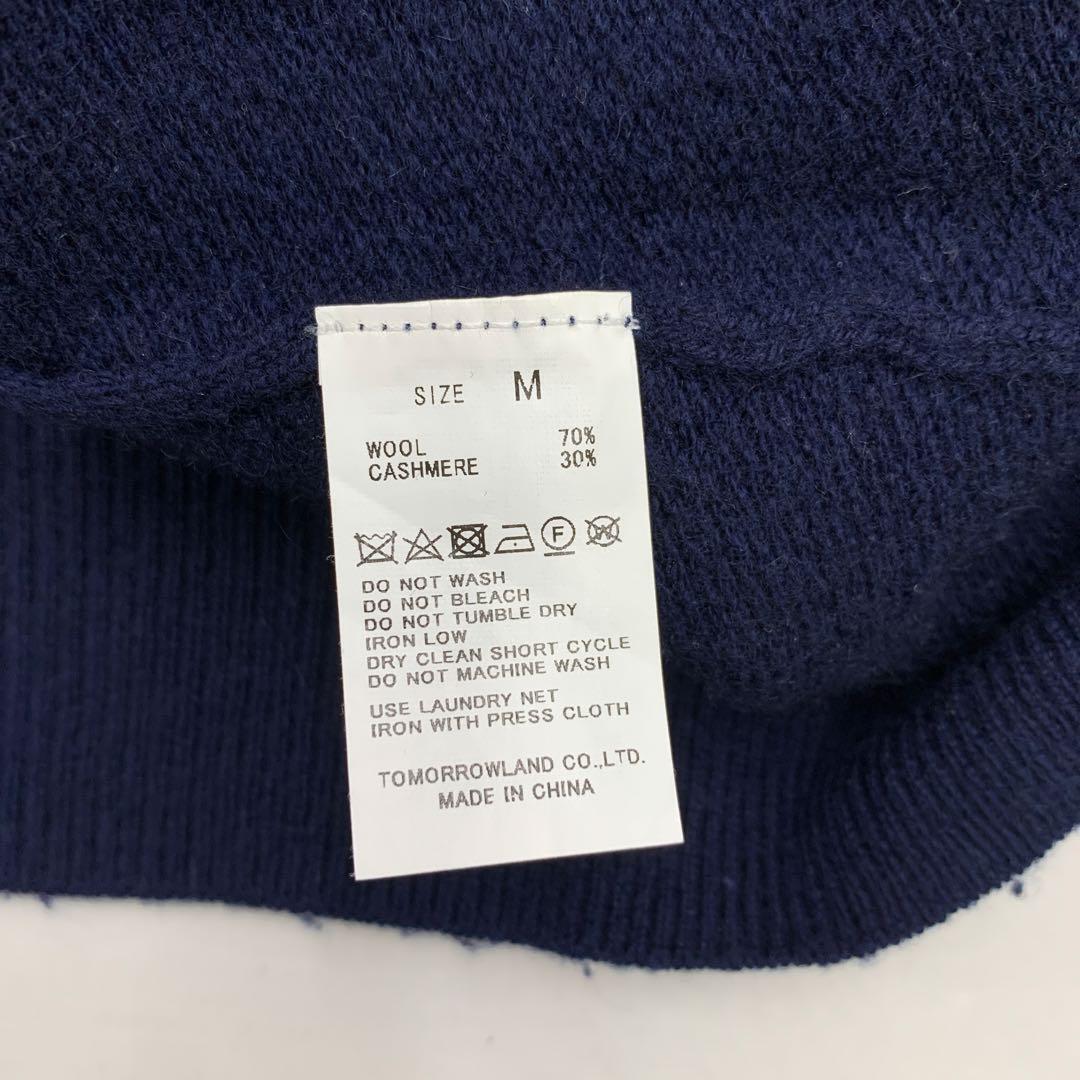 SIZE M
WOOL 70%
CASHMERE 30%
F W
DO NOT WASH
DO NOT BLEACH
DO NOT TUMBLE DRY
IRON LOW
DRY CLEAN SHORT CYCLE
DO NOT MACHINE WASH
USE LAUNDRY NET
IRON WITH PRESS CLOTH
TOMORROWLAND CO.,LTD.
MADE IN CHINA